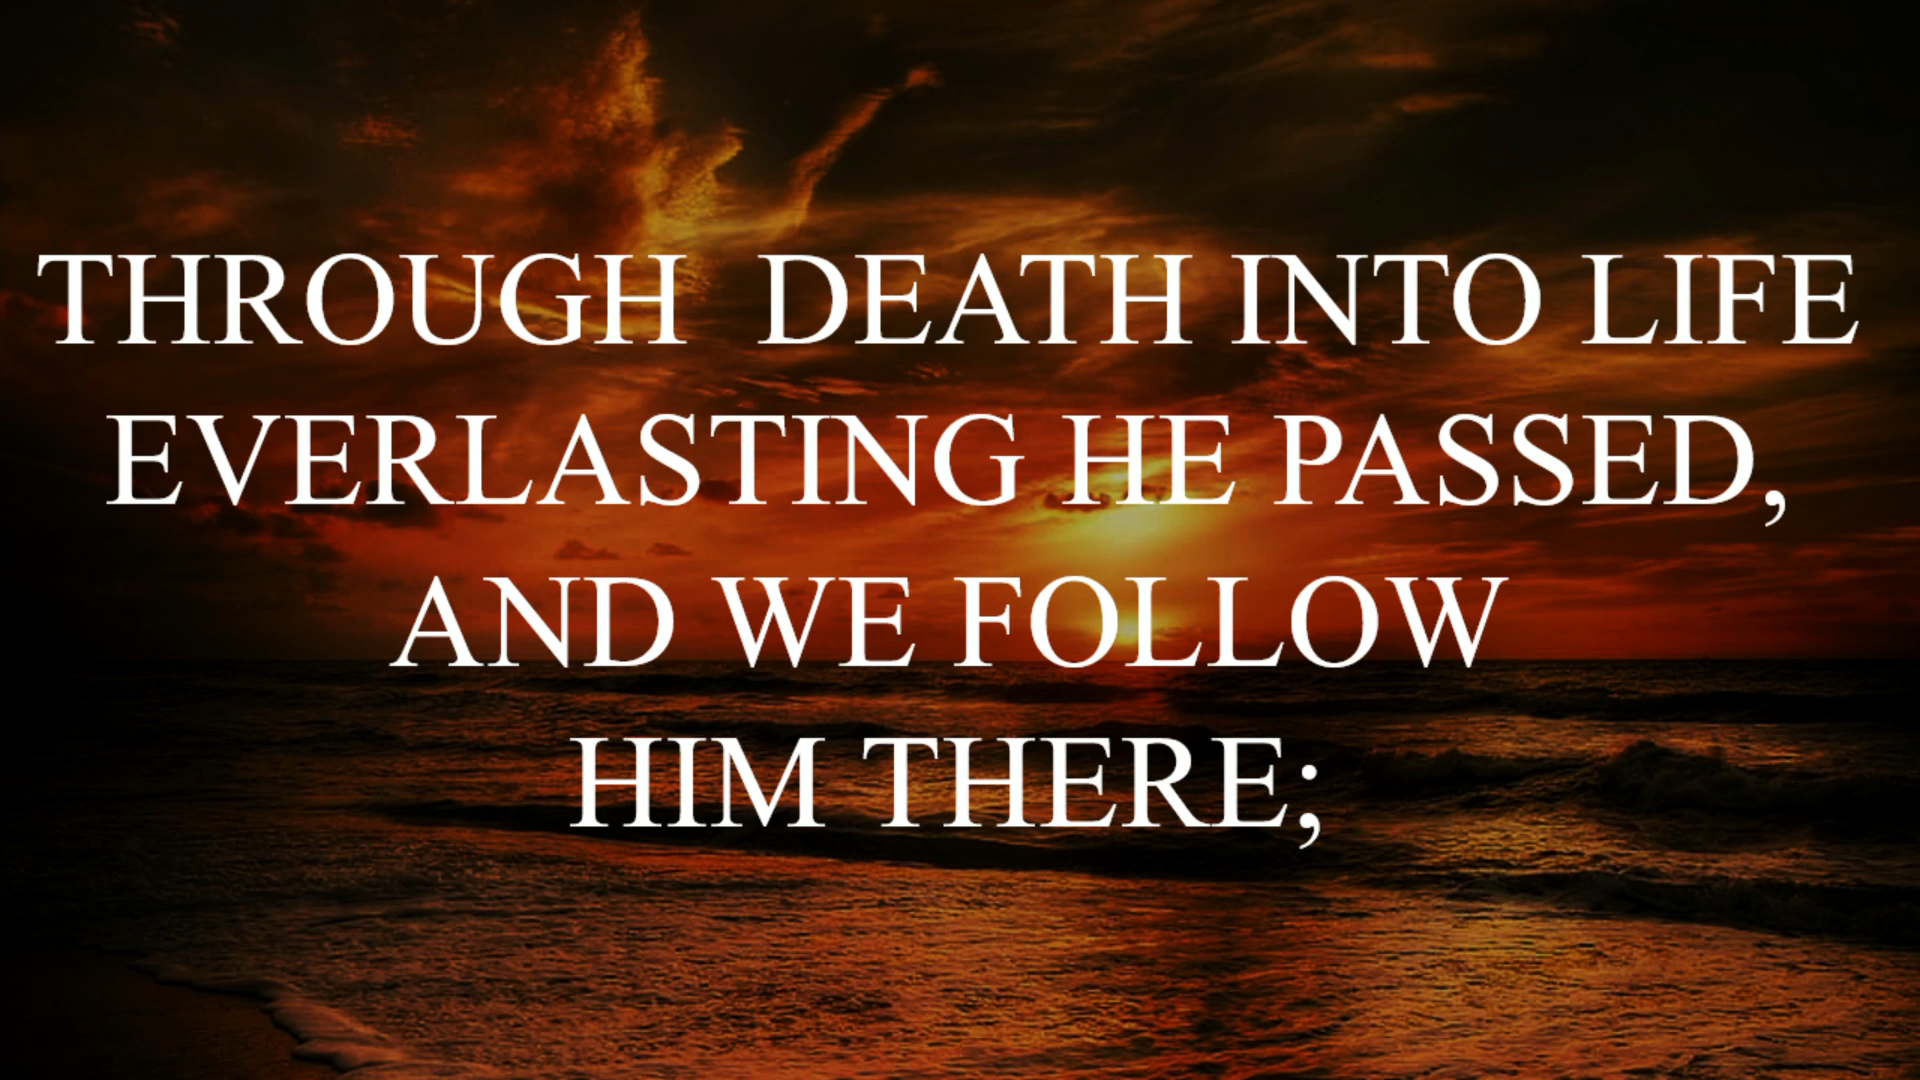 THROUGH  DEATH INTO LIFE
EVERLASTING HE PASSED,
AND WE FOLLOW
HIM THERE;